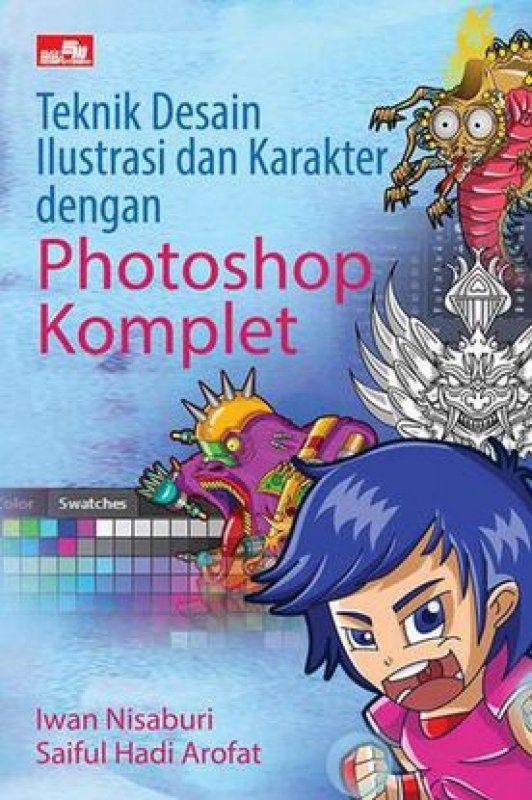 Teknik Desain
Ilustrasi dan Karakter
dengan
Photoshop
Komplet
Color
Swatches
Iwan Nisaburi
Saiful Hadi Arofat